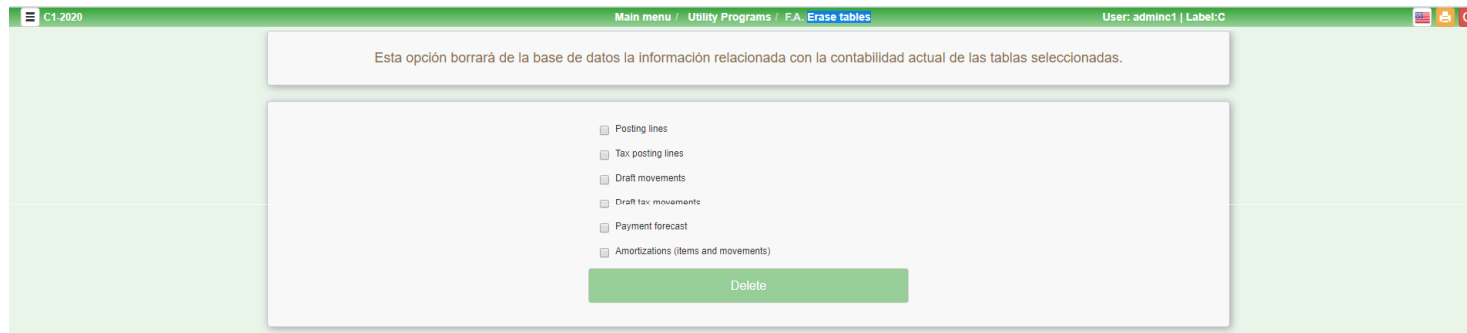 C1-2020
Main menu / Utility Programs / F.A. Erase tables
User: adminc1 | Label:C
Esta opción borrará de la base de datos la información relacionada con la contabilidad actual de las tablas seleccionadas.
Posting lines
Tax posting lines
Draft movements
Draft tax movements
Payment forecast
Amortizations (items and movements)
Delete